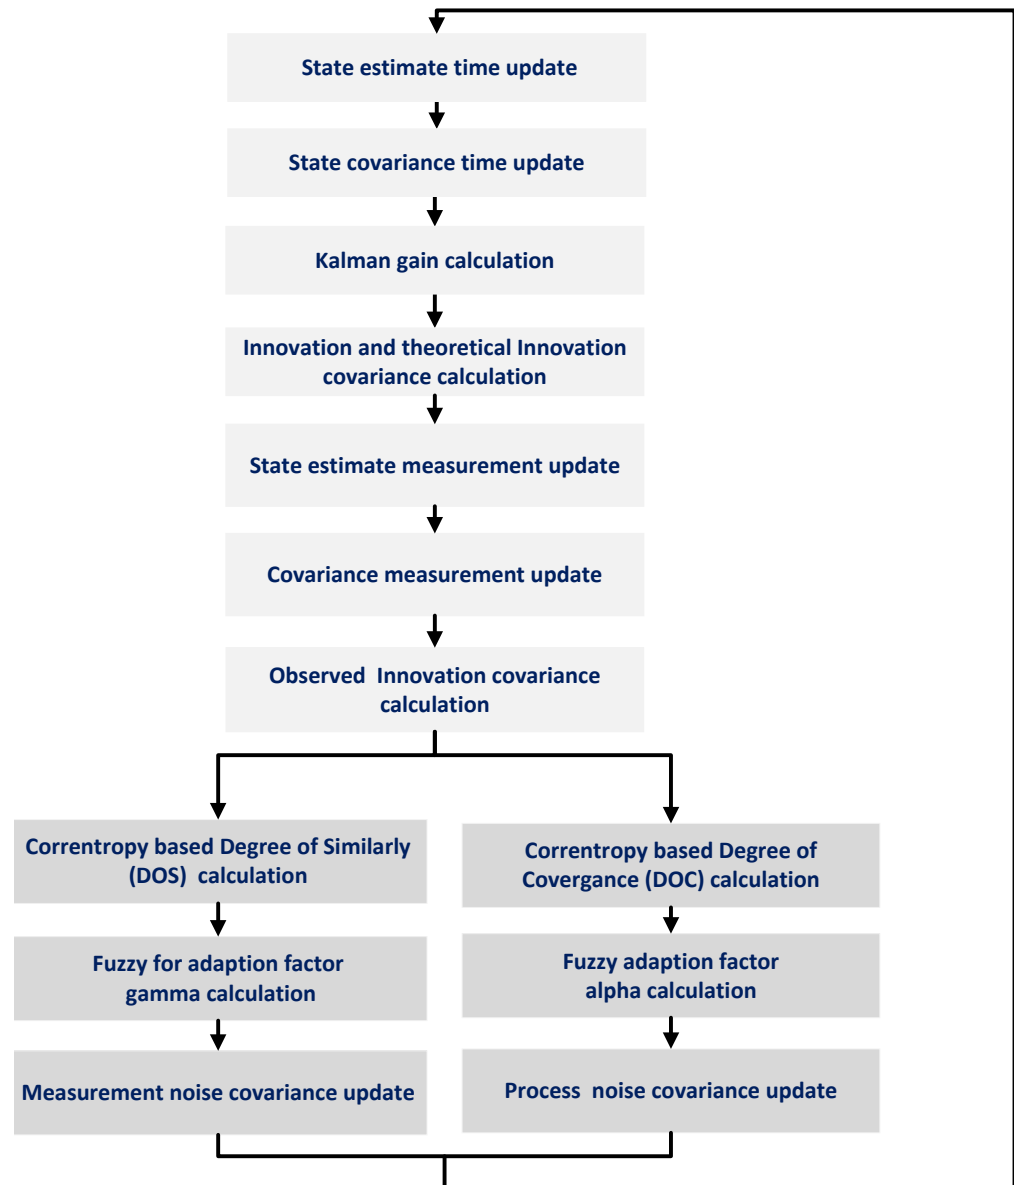 State estimate time update
State covariance time update
Kalman gain calculation
Innovation and theoretical Innovation
covariance calculation
State estimate measurement update
Covariance measurement update
Observed  Innovation covariance
calculation
Correntropy based Degree of Similarly
(DOS)  calculation
Fuzzy for adaption factor
gamma calculation
Measurement noise covariance update
Correntropy based Degree of
Covergance (DOC) calculation
Fuzzy adaption factor
alpha calculation
Process  noise covariance update